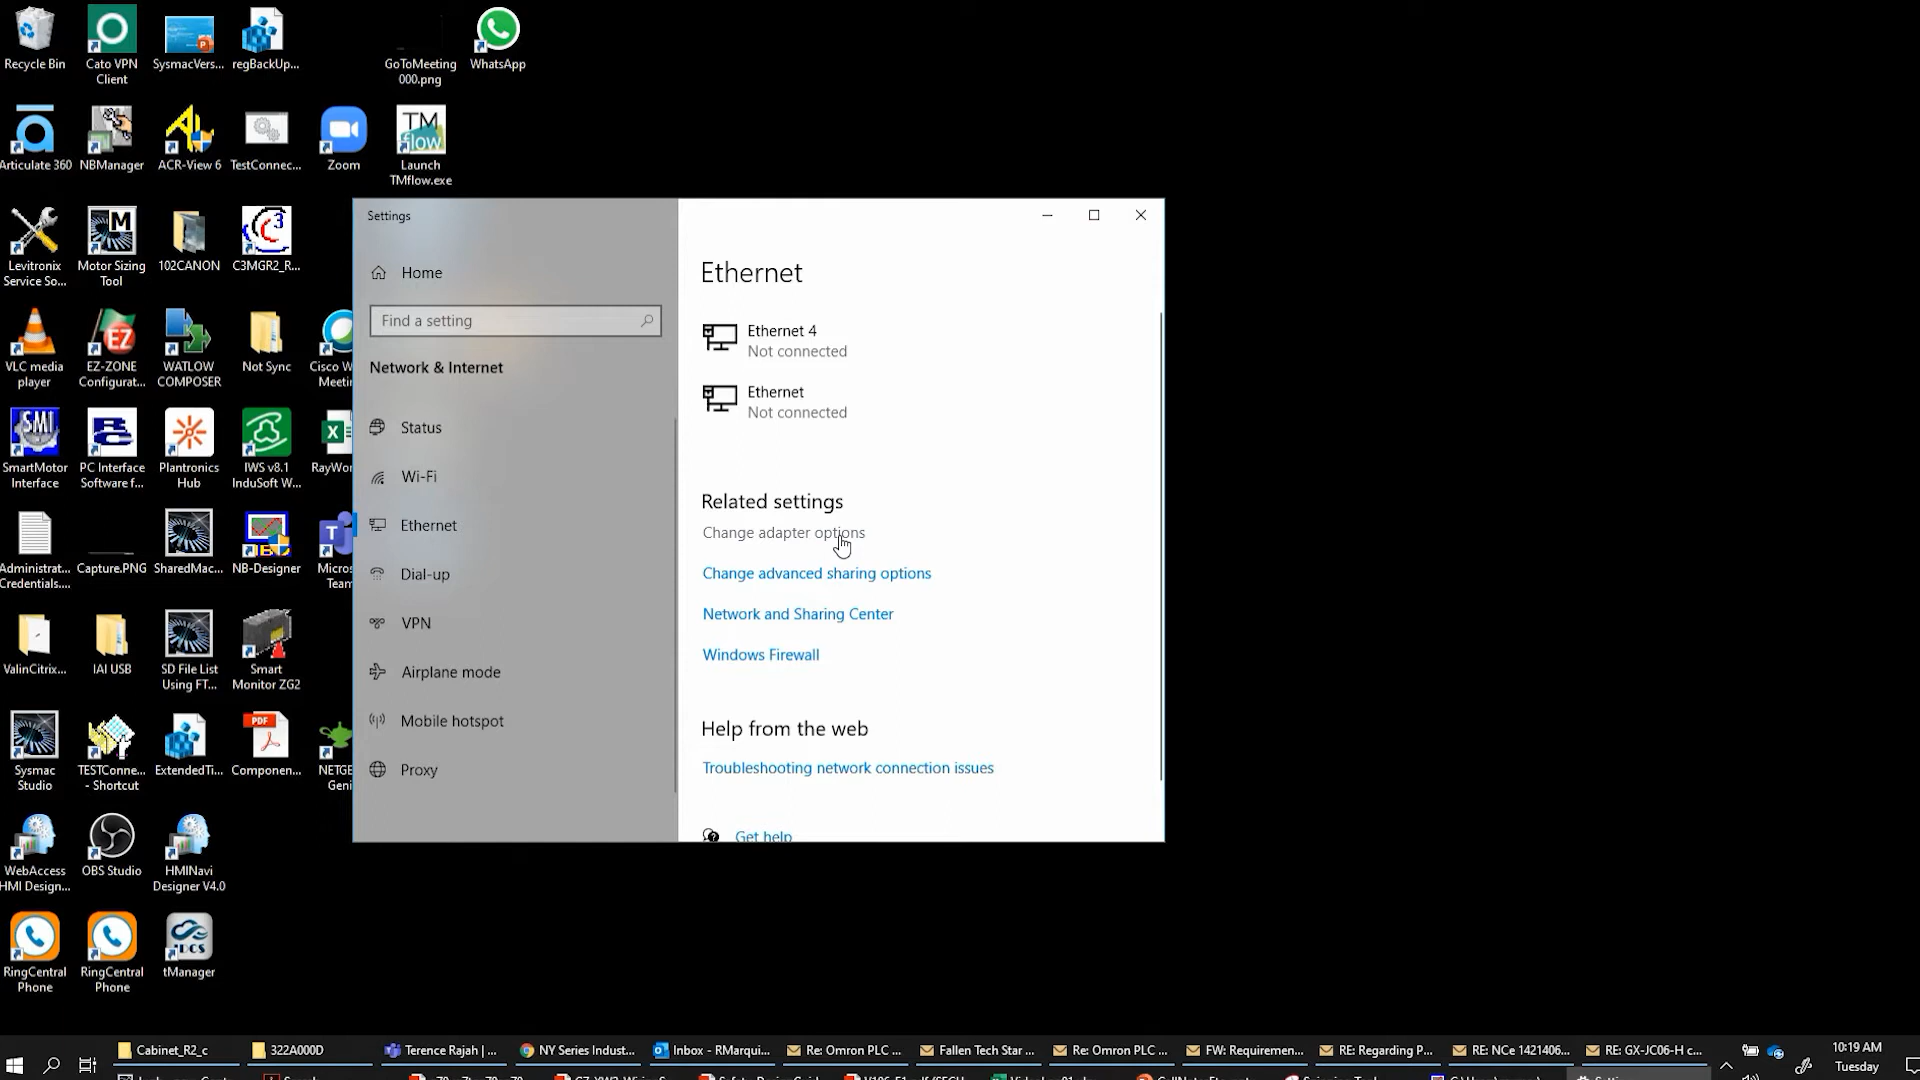 Recycle Bin
Cato VPN
Client
SysmacVers...
regBackUp...
GoToMeeting
000.png
WhatsApp
Articulate 360
NBManager
ACR-View 6
TestConnec...
Zoom
Launch
TMflow.exe
Levitronix
Service So...
Motor Sizing
Tool
102CANON
C3MGR2_R...
VLC media
player
EZ-ZONE
Configurat...
WATLOW
COMPOSER
Not Sync
Cisco W
Meeti
SmartMotor
Interface
PC Interface
Software f...
Plantronics
Hub
IWS v8.1
InduSoft W...
RayWo
Administrat...
Credentials....
Capture.PNG
SharedMac...
NB-Designer
Micros
Team
ValinCitrix...
IAI USB
SD File List
Using FT...
Smart
Monitor ZG2
Sysmac
Studio
TESTConne...
- Shortcut
ExtendedTi...
Componen...
NETGE
Geni
WebAccess
HMI Design...
OBS Studio
HMINavi
Designer V4.0
RingCentral
Phone
RingCentral
Phone
tManager
Settings
Home
Find a setting
Network & Internet
Status
Wi-Fi
Ethernet
Dial-up
VPN
Airplane mode
Mobile hotspot
Proxy
Ethernet
Ethernet 4
Not connected
Ethernet
Not connected
Related settings
Change adapter options
Change advanced sharing options
Network and Sharing Center
Windows Firewall
Help from the web
Troubleshooting network connection issues
Get help
Cabinet_R2_c
322A000D
Terence Rajah | ...
NY Series Indust...
Inbox - RMarqui...
Re: Omron PLC ...
Fallen Tech Star ...
Re: Omron PLC ...
FW: Requiremen...
RE: Regarding P...
RE: NCe 1421406...
RE: GX-JC06-H c...
10:19 AM
Tuesday